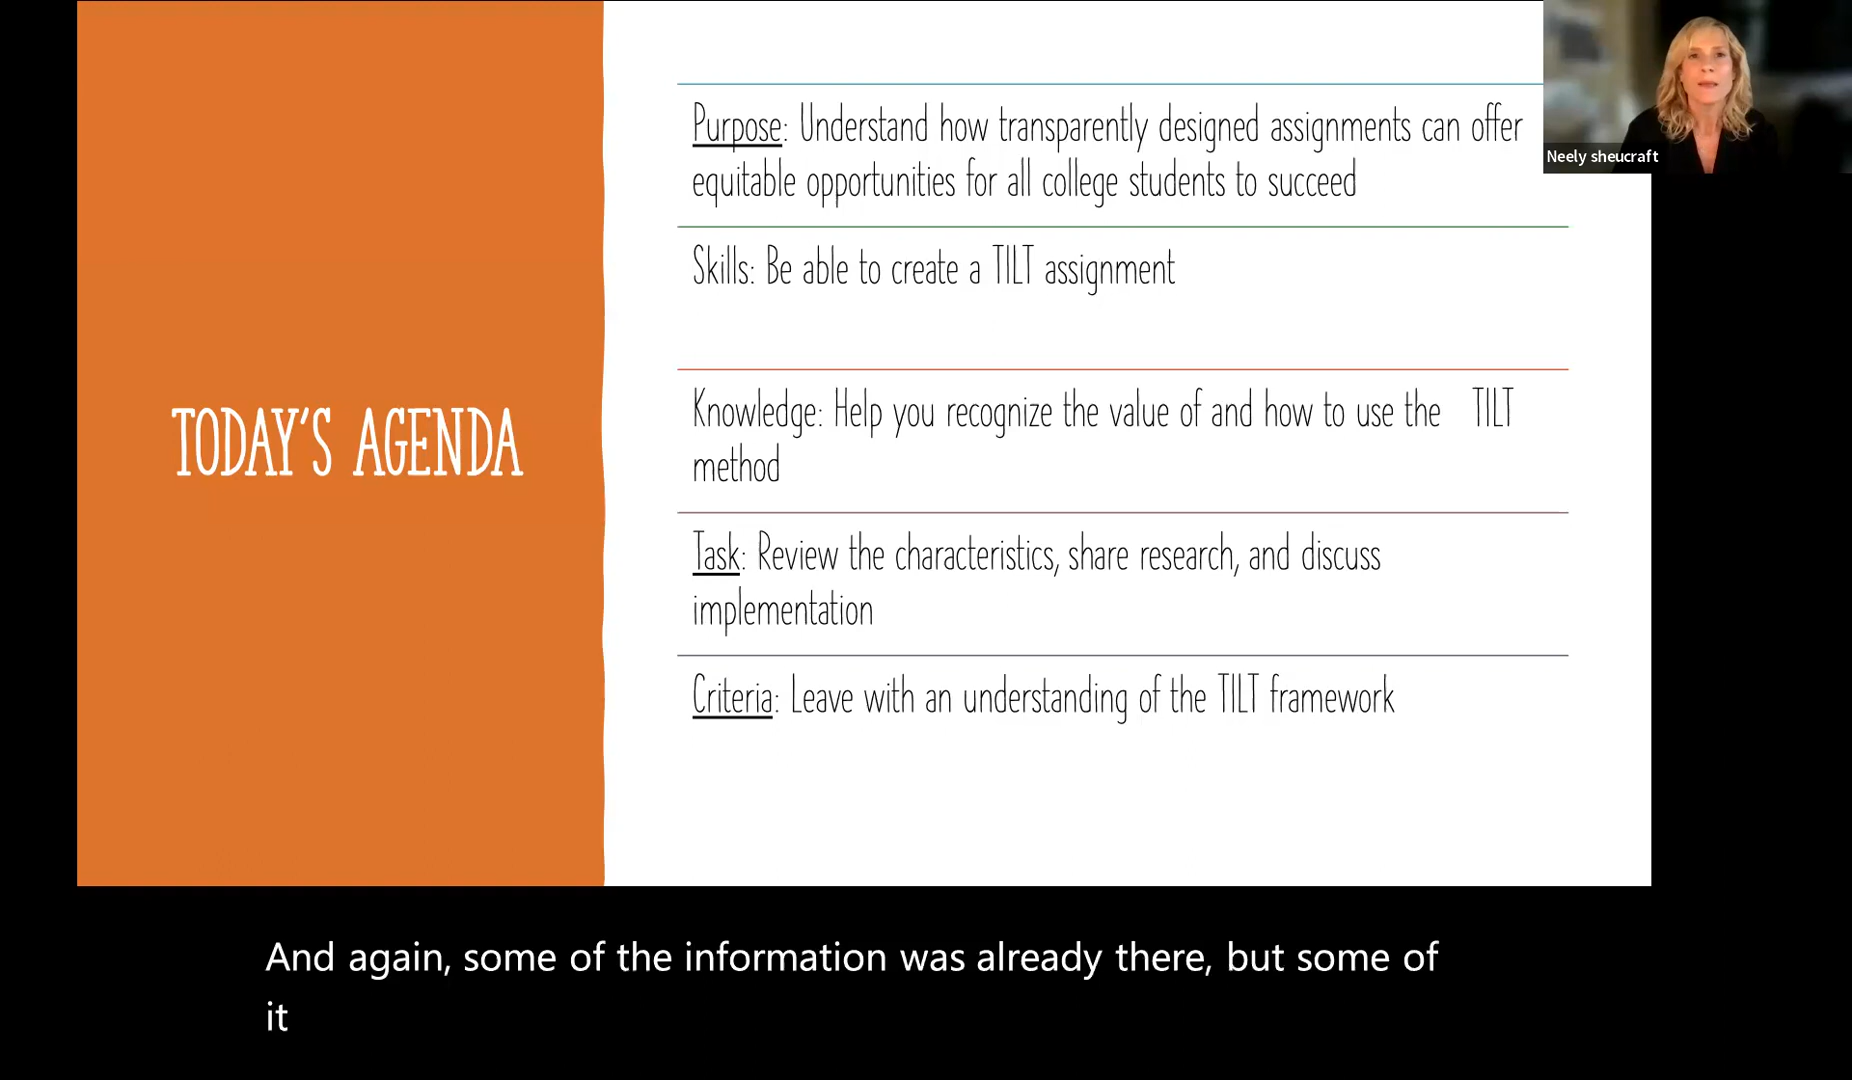 TODAY'S AGENDA
Purpose: Understand how transparently designed assignments can offer
equitable opportunities for all college students to succeed
Skills: Be able to create a TILT assignment
Knowledge: Help you recognize the value of and how to use the TILT
method
Task: Review the characteristics, share research, and discuss
implementation
Criteria: Leave with an understanding of the TILT framework
Neely sheucraft
And again, some of the information was already there, but some of
it